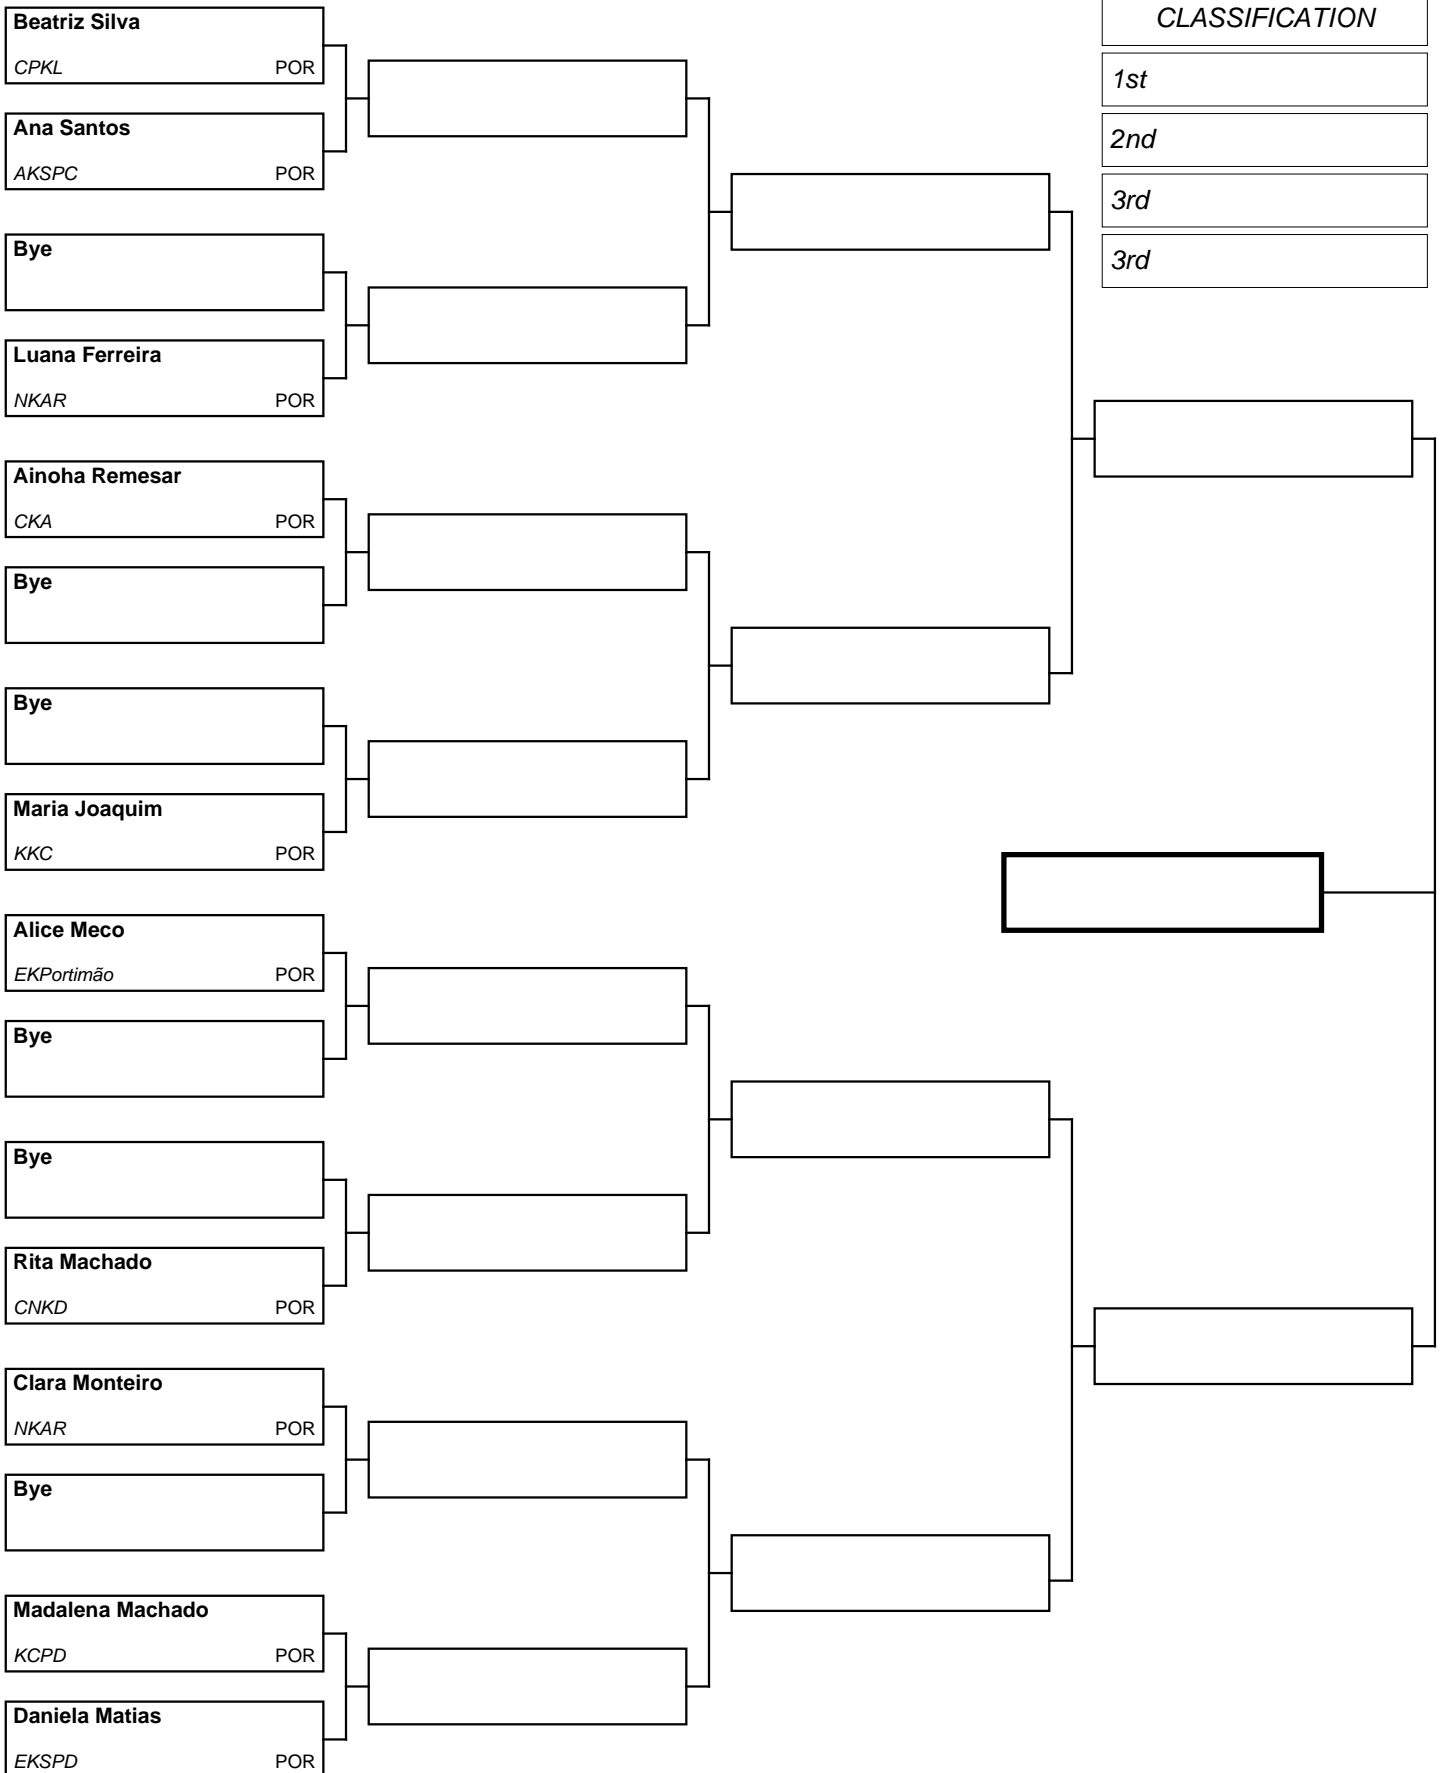 Beatriz Silva
CPKL POR
Ana Santos
AKSPC POR
Bye
Luana Ferreira
NKAR POR
Ainoha Remesar
CKA POR
Bye
Bye
Maria Joaquim
KKC POR
Alice Meco
EKPortimão POR
Bye
Bye
Rita Machado
CNKD POR
Clara Monteiro
NKAR POR
Bye
Madalena Machado
KCPD POR
Daniela Matias
EKSPD POR
CLASSIFICATION
1st
2nd
3rd
3rd